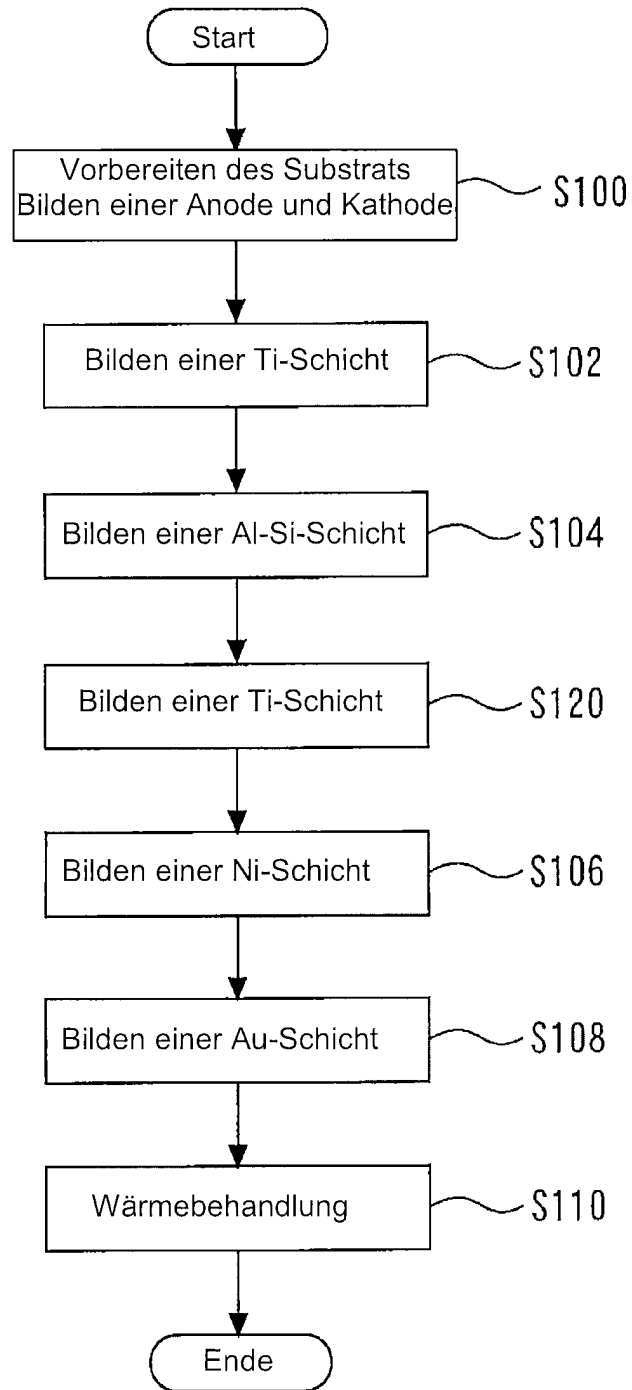 Start
Vorbereiten des Substrats
Bilden einer Anode und Kathode
S100
Bilden einer Ti-Schicht
S102
Bilden einer Al-Si-Schicht
S104
Bilden einer Ti-Schicht
S120
Bilden einer Ni-Schicht
S106
Bilden einer Au-Schicht
S108
Wärmebehandlung
S110
Ende